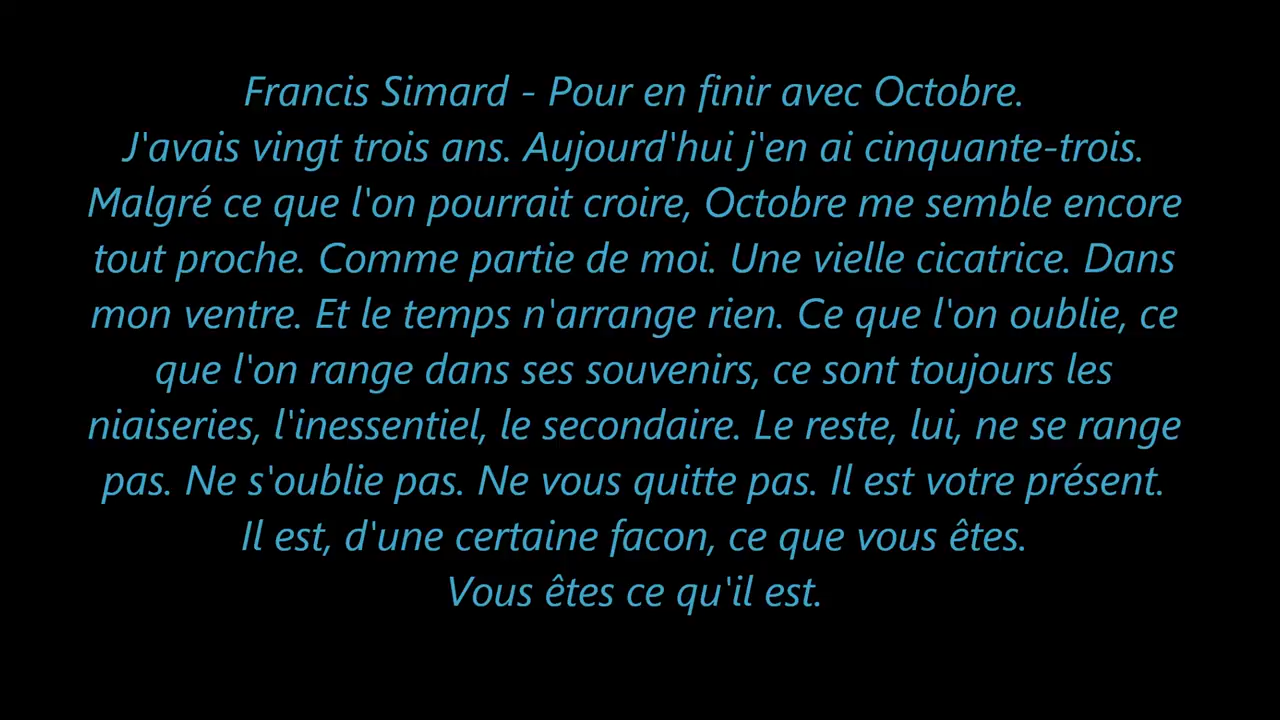 Francis Simard - Pour en finir avec Octobre.
J'avais vingt trois ans. Aujourd'hui j'en ai cinquante-trois.
Malgré ce que l'on pourrait croire, Octobre me semble encore
tout proche. Comme partie de moi. Une vielle cicatrice. Dans
mon ventre. Et le temps n'arrange rien. Ce que l'on oublie, ce
que l'on range dans ses souvenirs, ce sont toujours les
niaiseries, l'inessentiel, le secondaire. Le reste, lui, ne se range
pas. Ne s'oublie pas. Ne vous quitte pas. Il est votre présent.
Il est, d'une certaine facon, ce que vous êtes.
Vous êtes ce qu'il est.